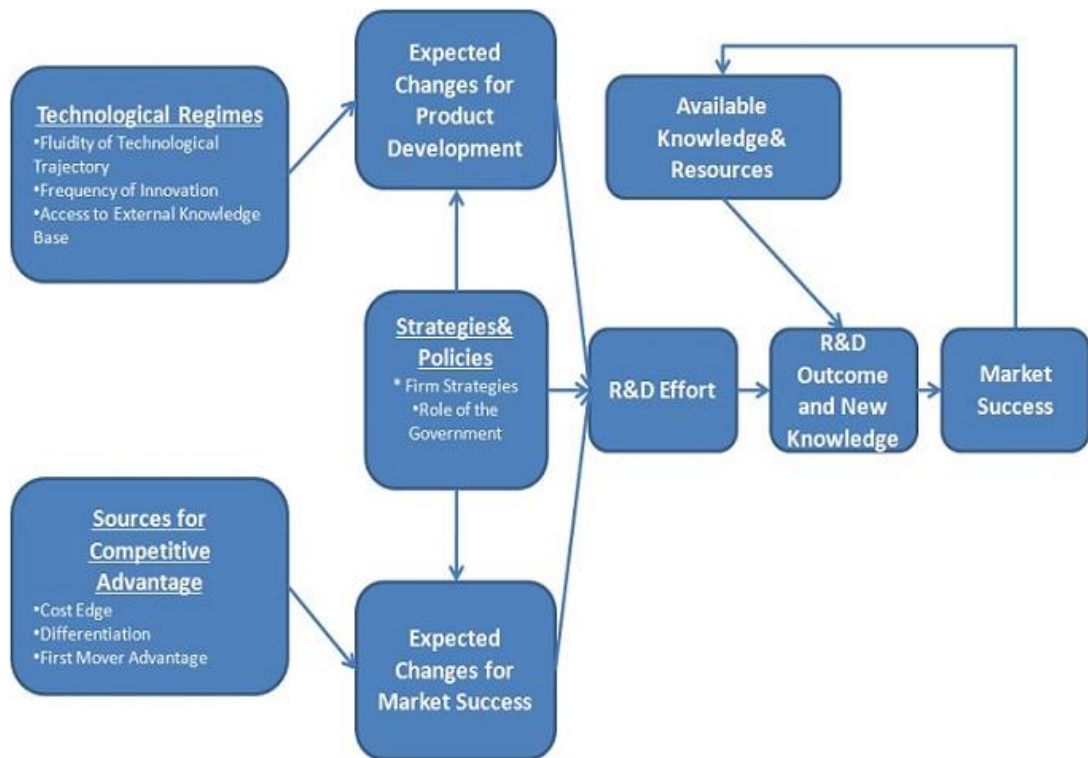 Technological Regimes
•Fluidity of Technological
Trajectory
•Frequency of Innovation
•Access to External Knowledge
Base
Expected
Changes for
Product
Development
Available
Knowledge&
Resources
Strategies&
Policies
* Firm Strategies
•Role of the
Government
R&D Effort
R&D
Outcome
and New
Knowledge
Market
Success
Sources for
Competitive
Advantage
•Cost Edge
•Differentiation
•First Mover Advantage
Expected
Changes for
Market Success